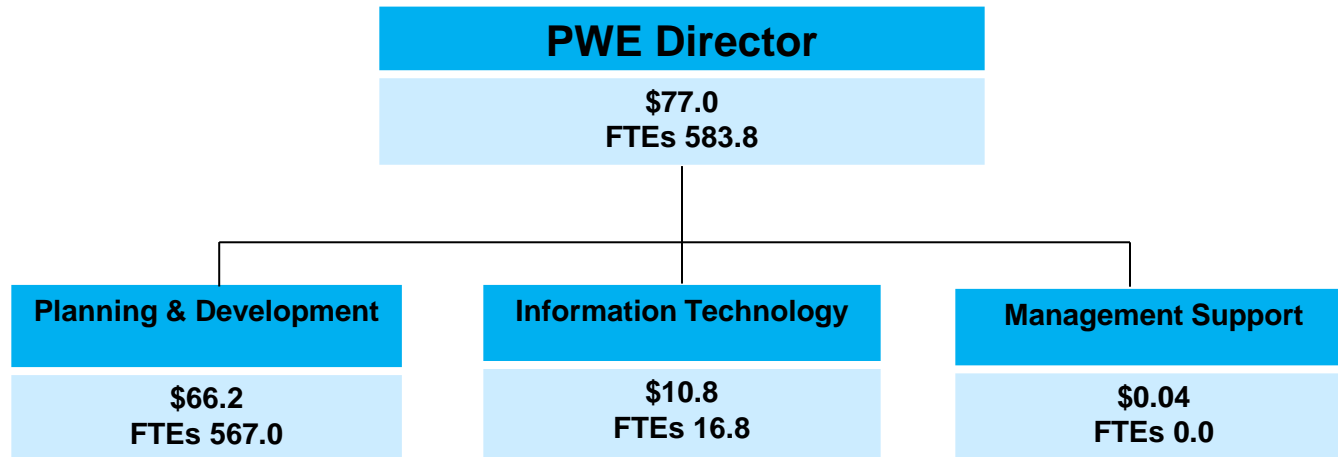 PWE Director
$77.0
FTEs 583.8
Planning & Development
$66.2
FTEs 567.0
Information Technology
$10.8
FTEs 16.8
Management Support
$0.04
FTEs 0.0